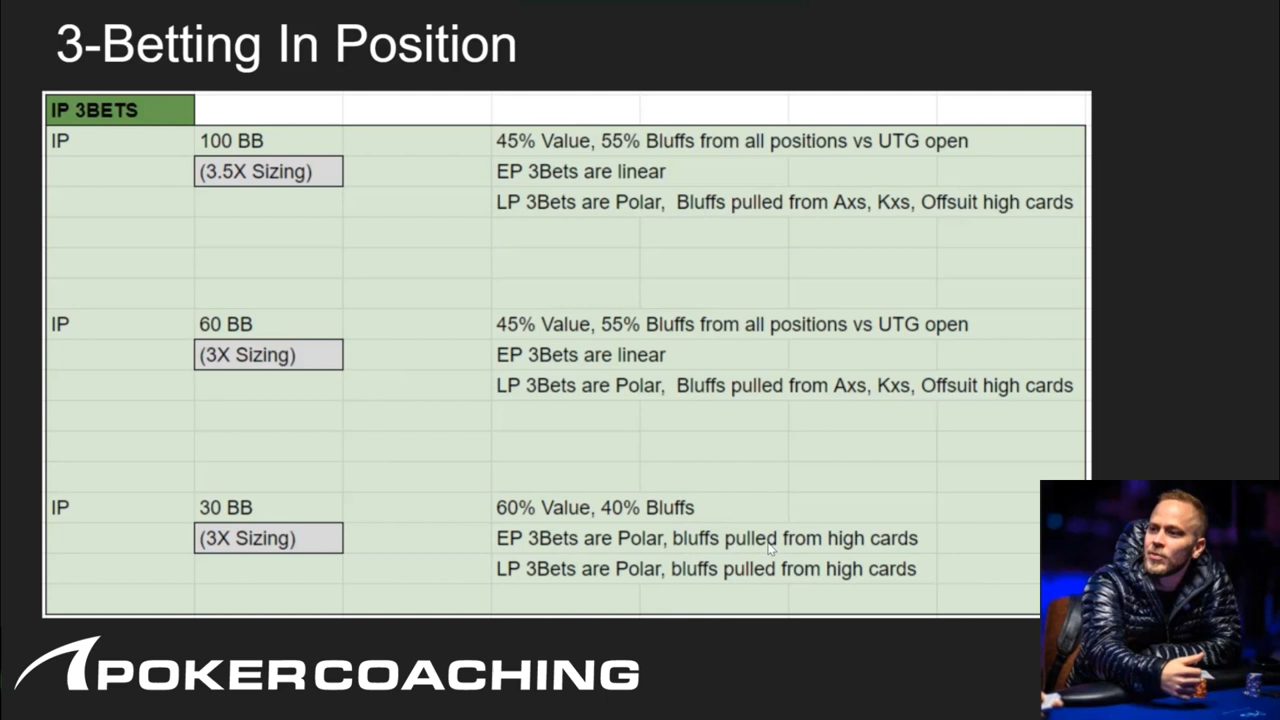 3-Betting In Position
IP 3BETS
IP 100 BB 45% Value, 55% Bluffs from all positions vs UTG open
(3.5X Sizing) EP 3Bets are linear
LP 3Bets are Polar, Bluffs pulled from Axs, Kxs, Offsuit high cards
IP 60 BB 45% Value, 55% Bluffs from all positions vs UTG open
(3X Sizing) EP 3Bets are linear
LP 3Bets are Polar, Bluffs pulled from Axs, Kxs, Offsuit high cards
IP 30 BB 60% Value, 40% Bluffs
(3X Sizing) EP 3Bets are Polar, bluffs pulled from high cards
LP 3Bets are Polar, bluffs pulled from high cards
POKERCOACHING